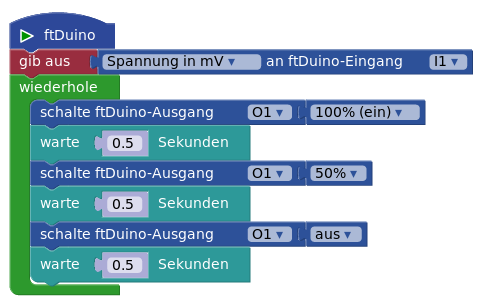 ftDuino
gib aus Spannung in mV ▾ an ftDuino-Eingang I1 ▾
wiederhole
schalte ftDuino-Ausgang O1 ▾ 100% (ein) ▾
warte 0.5 Sekunden
schalte ftDuino-Ausgang O1 ▾ 50% ▾
warte 0.5 Sekunden
schalte ftDuino-Ausgang O1 ▾ aus ▾
warte 0.5 Sekunden